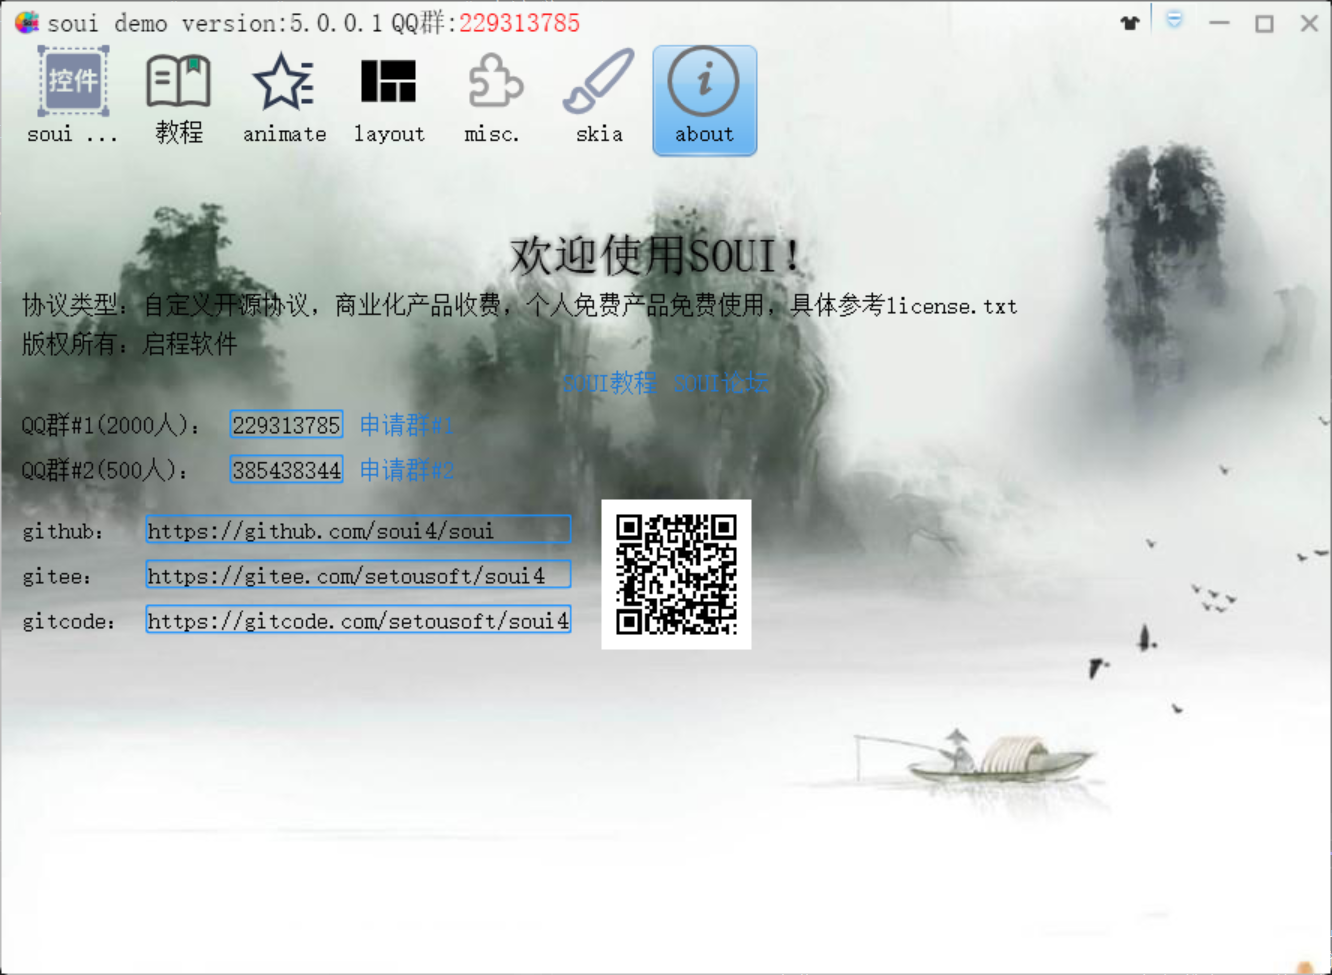 soui demo version:5.0.0.1 QQ群:229313785
控件
soui ... 教程 animate layout misc. skia about
欢迎使用SOUI!
协议类型: 自定义开源协议, 商业化产品收费, 个人免费产品免费使用, 具体参考license.txt
版权所有: 启程软件
SOUI教程 SOUI论坛
QQ群#1(2000人): 229313785 申请群#1
QQ群#2(500人): 385438344 申请群#2
github: https://github.com/soui4/soui
gitee: https://gitee.com/setousoft/soui4
gitcode: https://gitcode.com/setousoft/soui4